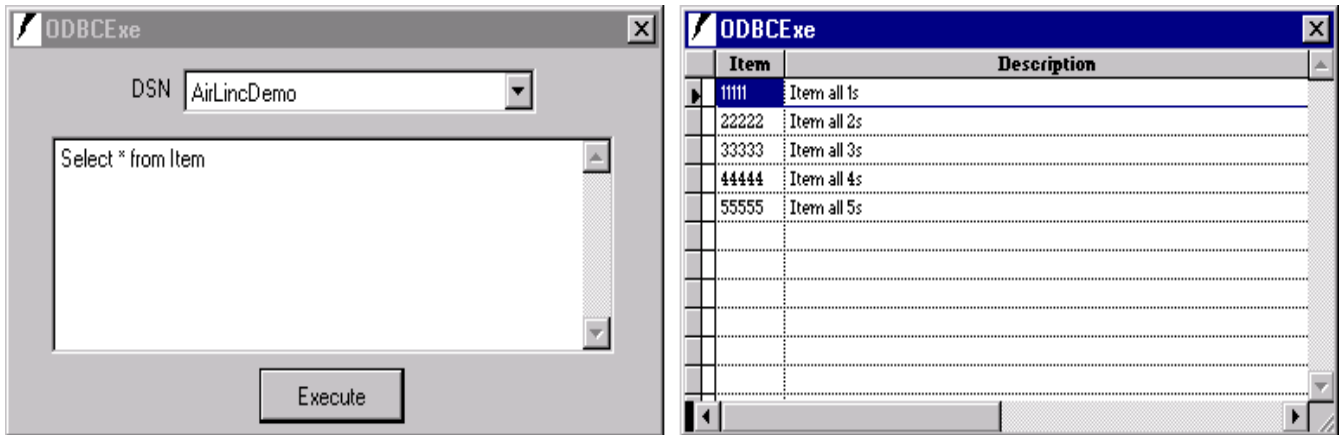 ODBCExe
DSN AirLincDemo
Select * from Item
Execute
ODBCExe
Item Description
11111 Item all 1s
22222 Item all 2s
33333 Item all 3s
44444 Item all 4s
55555 Item all 5s